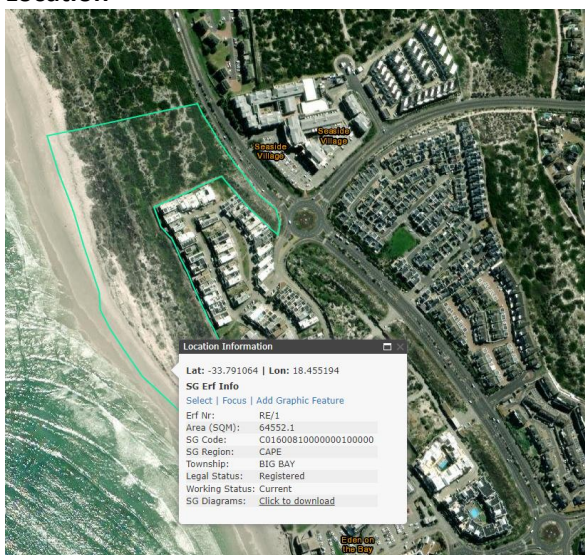 Location
Seaside
Village
Seaside
Village
Location Information
Lat: -33.791064 | Lon: 18.455194
SG Erf Info
Select | Focus | Add Graphic Feature
Erf Nr: RE/1
Area (SQM): 64552.1
SG Code: C01600810000000100000
SG Region: CAPE
Township: BIG BAY
Legal Status: Registered
Working Status: Current
SG Diagrams: Click to download
Eden on
the Bay